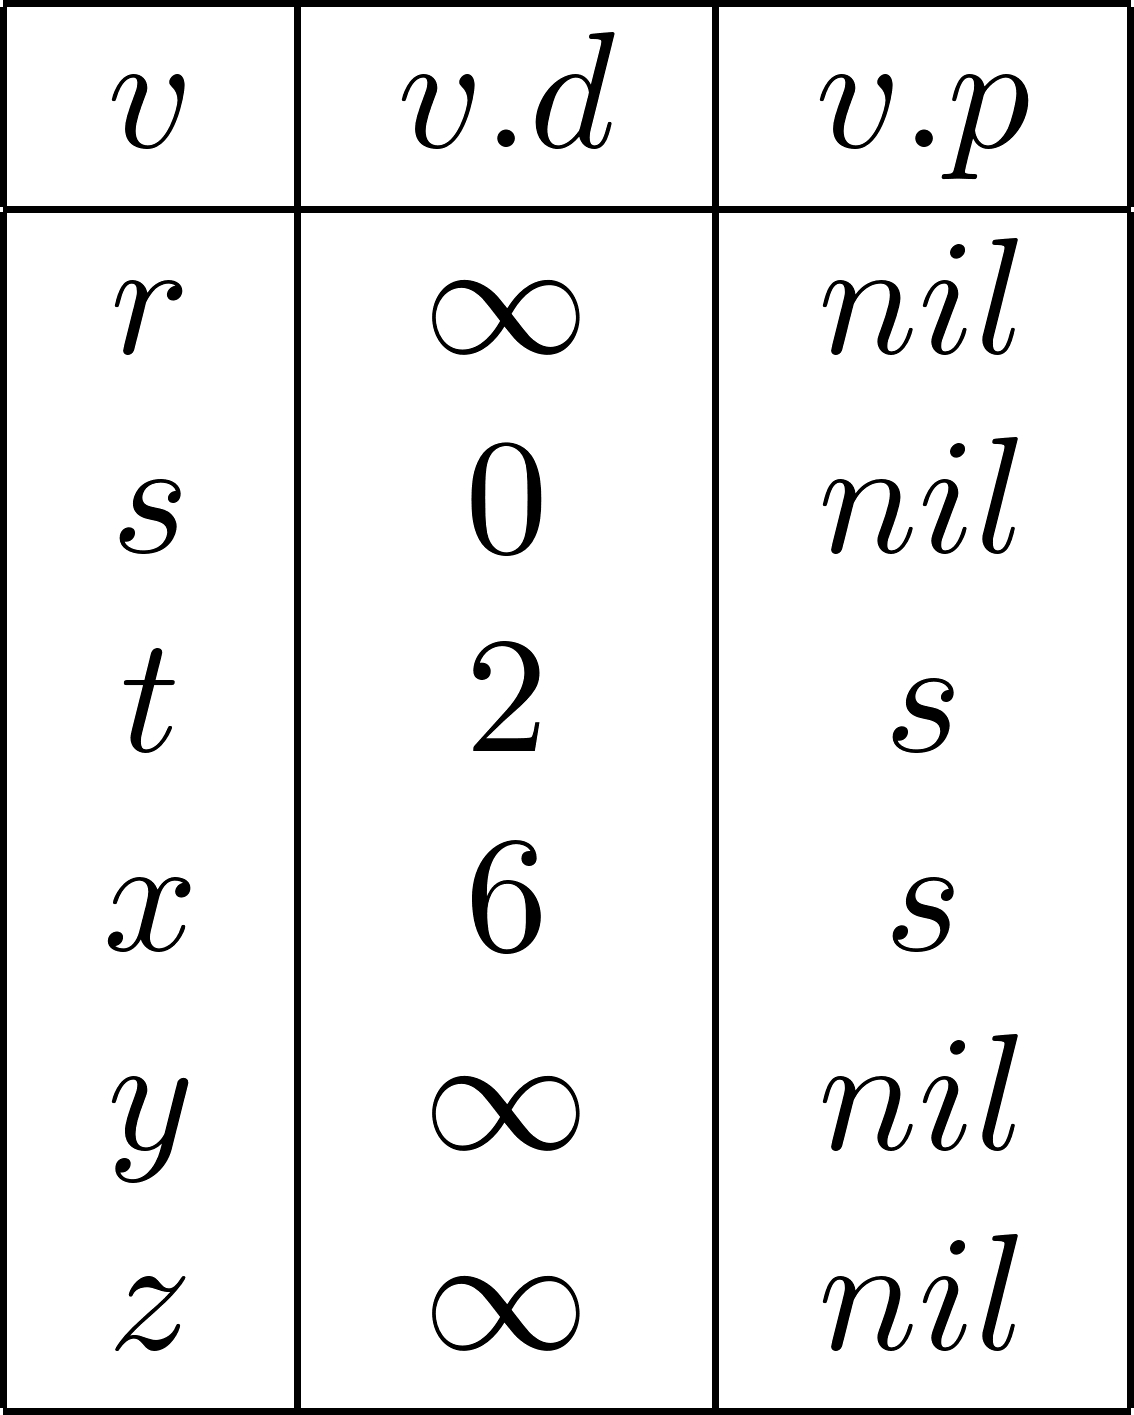 v v.d v.p
r ∞ nil
s 0 nil
t 2 s
x 6 s
y ∞ nil
z ∞ nil